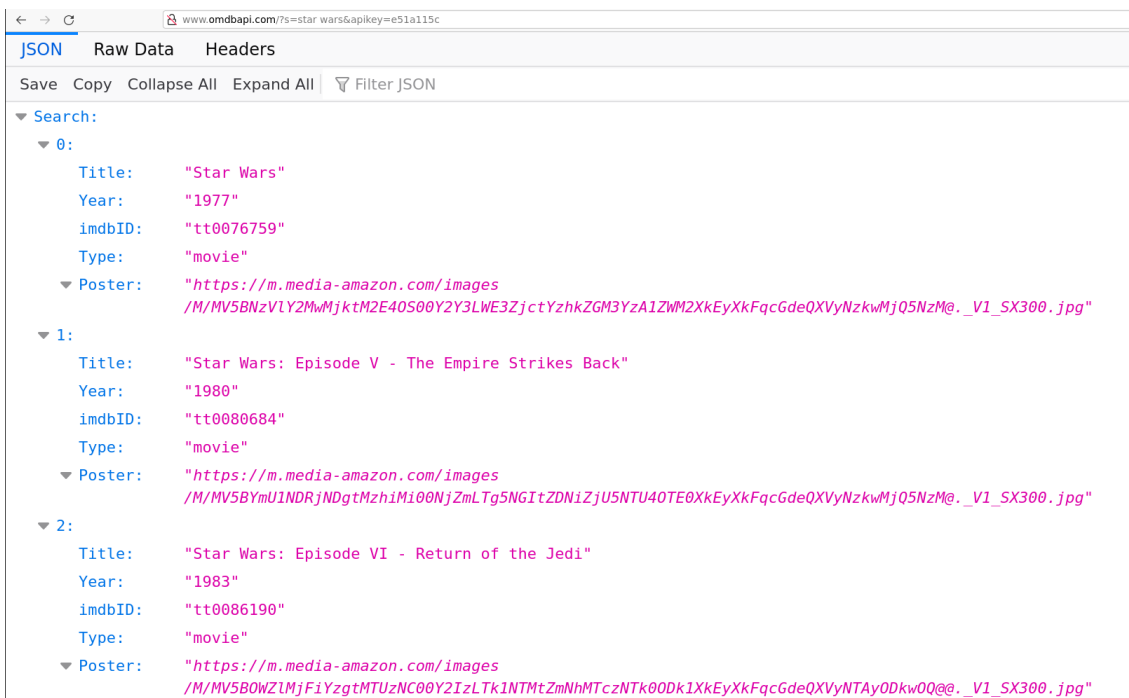 www.omdbapi.com/?s=star wars&apikey=e51a115c
JSON Raw Data Headers
Save Copy Collapse All Expand All Filter JSON
Search:
0:
Title: "Star Wars"
Year: "1977"
imdbID: "tt0076759"
Type: "movie"
Poster: "https://m.media-amazon.com/images
/M/MV5BNzVlY2MwMjktM2E4OS00Y2Y3LWE3ZjctYzhkZGM3YzA1ZWM2XkEyXkFqcGdeQXVyNzkwMjQ5NzM@._V1_SX300.jpg"
1:
Title: "Star Wars: Episode V - The Empire Strikes Back"
Year: "1980"
imdbID: "tt0080684"
Type: "movie"
Poster: "https://m.media-amazon.com/images
/M/MV5BYmU1NDRjNDgtMzhiMi00NjZmLTg5NGItZDNiZjU5NTU4OTE0XkEyXkFqcGdeQXVyNzkwMjQ5NzM@._V1_SX300.jpg"
2:
Title: "Star Wars: Episode VI - Return of the Jedi"
Year: "1983"
imdbID: "tt0086190"
Type: "movie"
Poster: "https://m.media-amazon.com/images
/M/MV5BOWZlMjFiYzgtMTUzNC00Y2IzLTk1NTMtZmNhMTczNTk0ODk1XkEyXkFqcGdeQXVyNTAyODkwOQ@@._V1_SX300.jpg"